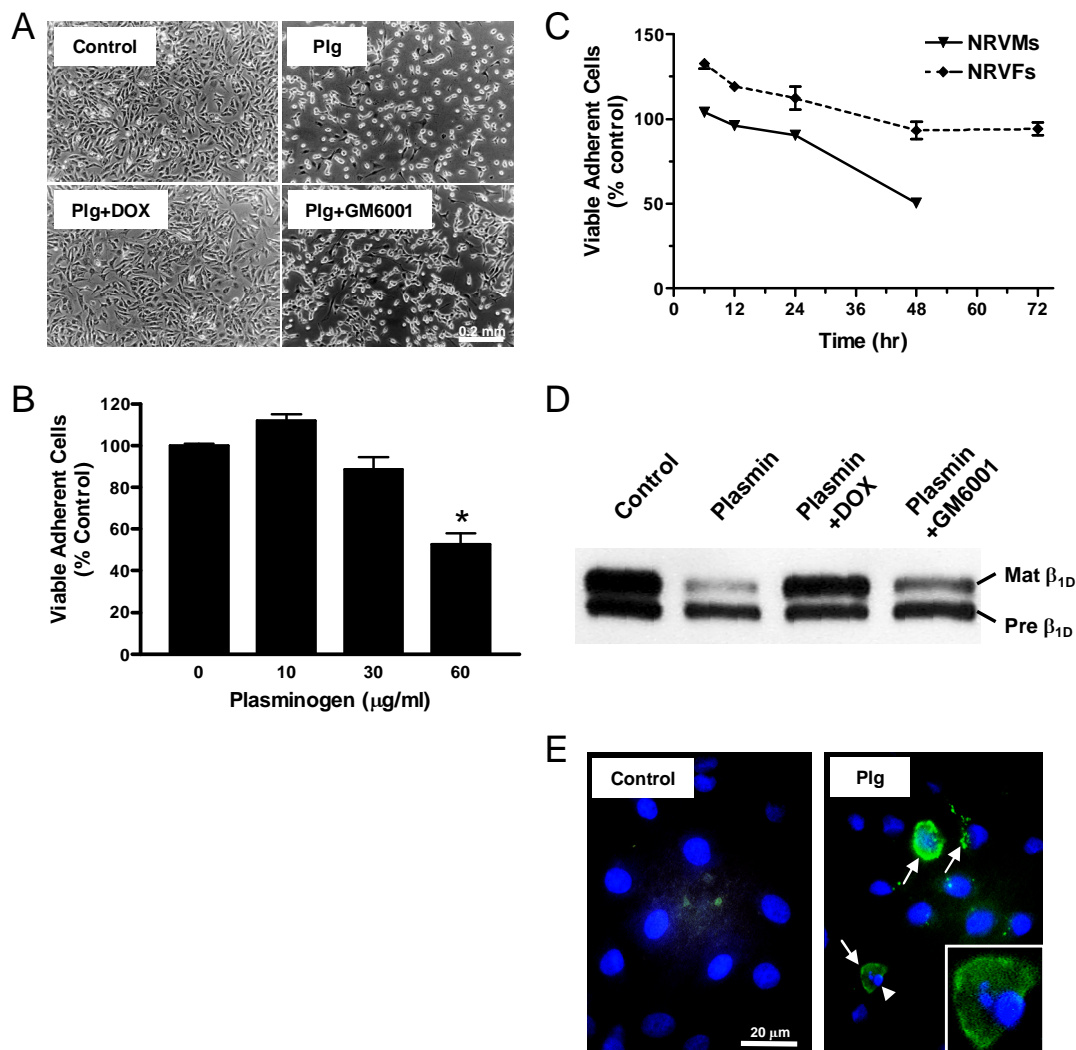 A
Control
Plg
Plg+DOX
Plg+GM6001
0.2 mm
B
Viable Adherent Cells
(% Control)
120
100
80
60
40
20
0
*
0 10 30 60
Plasminogen (μg/ml)
C
Viable Adherent Cells
(% control)
150
100
50
0
NRVMs
NRVFs
0 12 24 36 48 60 72
Time (hr)
D
Control
Plasmin
Plasmin
+DOX
Plasmin
+GM6001
Mat β1D
Pre β1D
E
Control
Plg
20 μm